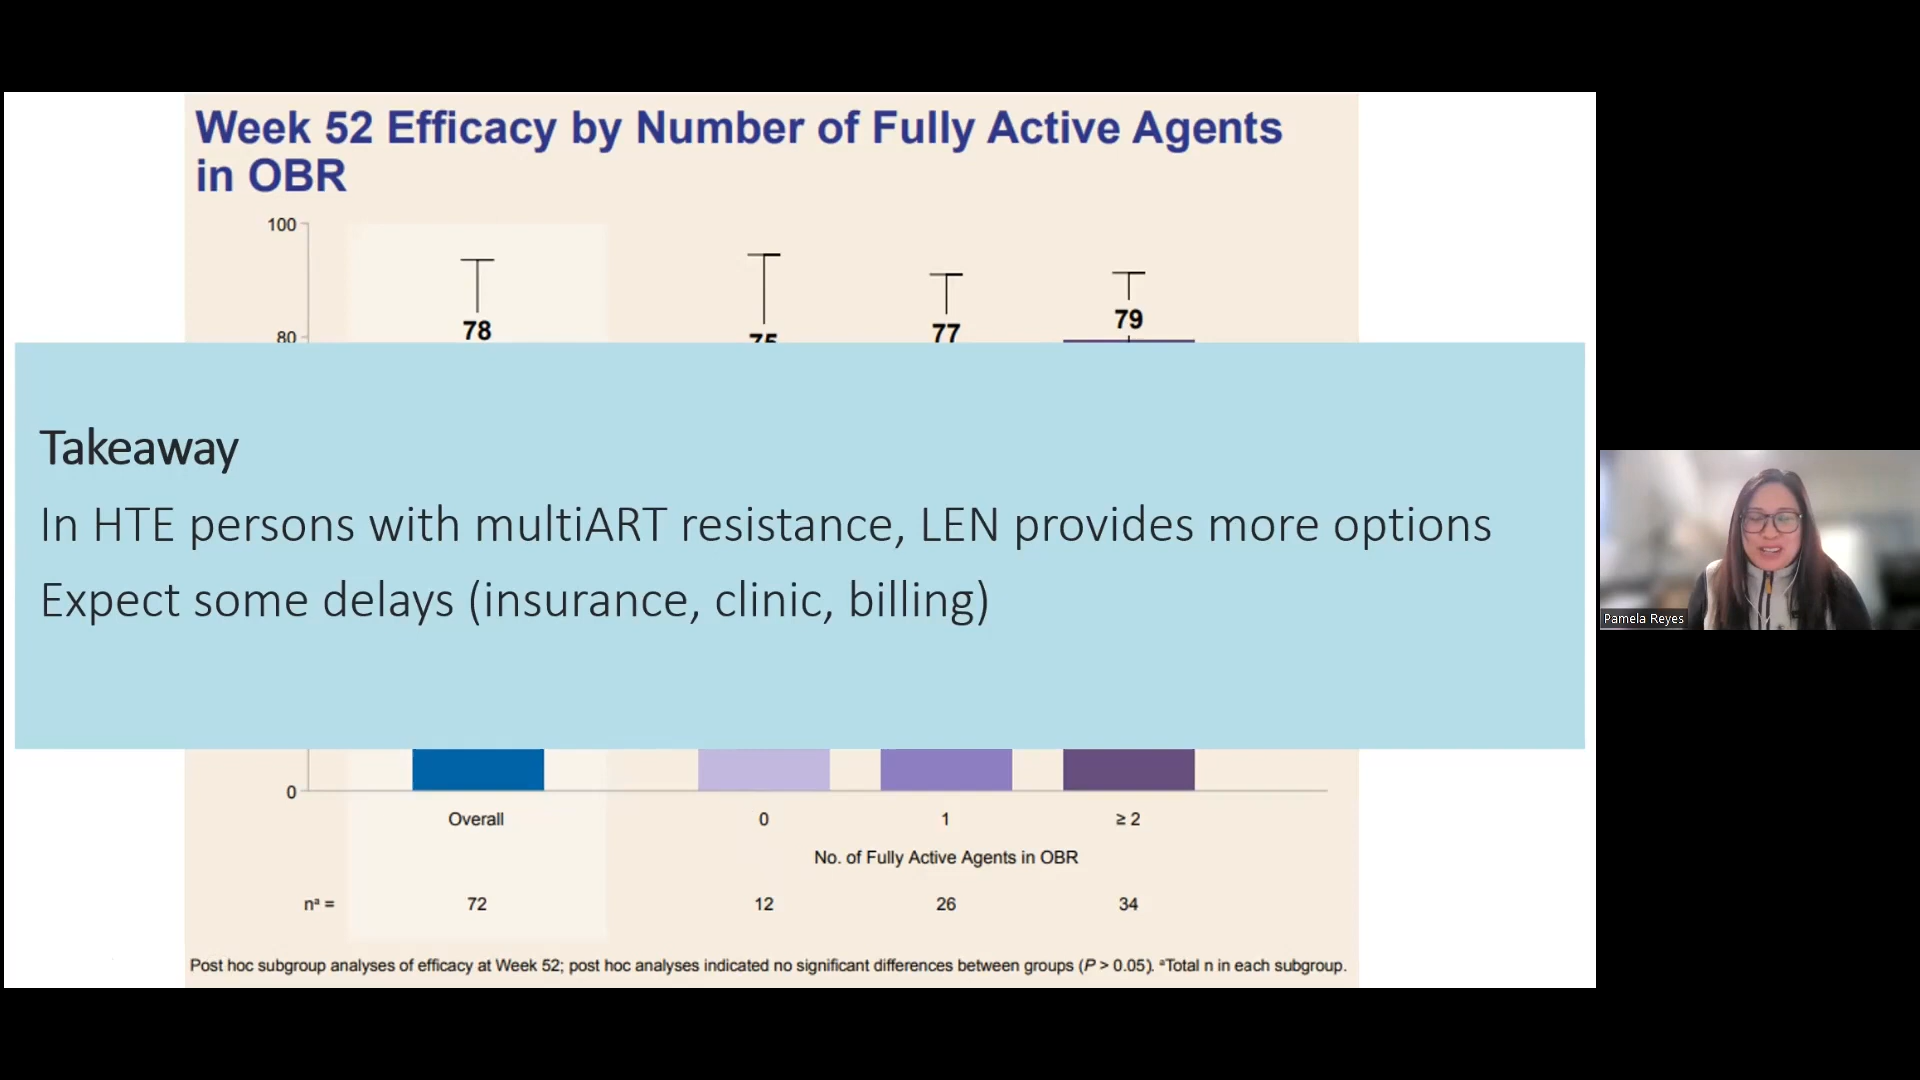 Week 52 Efficacy by Number of Fully Active Agents
in OBR
100
78
75
77
79
80
Takeaway
In HTE persons with multiART resistance, LEN provides more options
Expect some delays (insurance, clinic, billing)
Pamela Reyes
0
Overall
0
1
≥ 2
No. of Fully Active Agents in OBR
nª =
72
12
26
34
Post hoc subgroup analyses of efficacy at Week 52; post hoc analyses indicated no significant differences between groups (P > 0.05). ªTotal n in each subgroup.